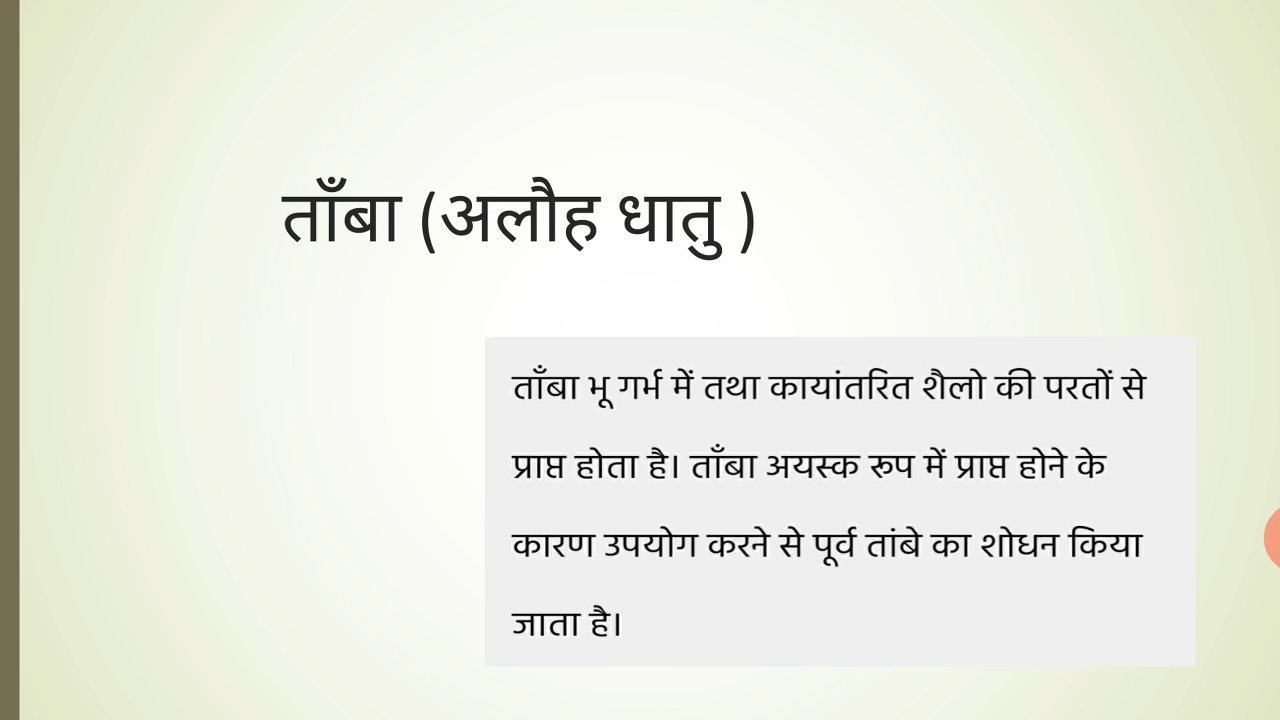 ताँबा (अलौह धातु )
ताँबा भू गर्भ में तथा कायांतरित शैलो की परतों से
प्राप्त होता है। ताँबा अयस्क रूप में प्राप्त होने के
कारण उपयोग करने से पूर्व तांबे का शोधन किया
जाता है।